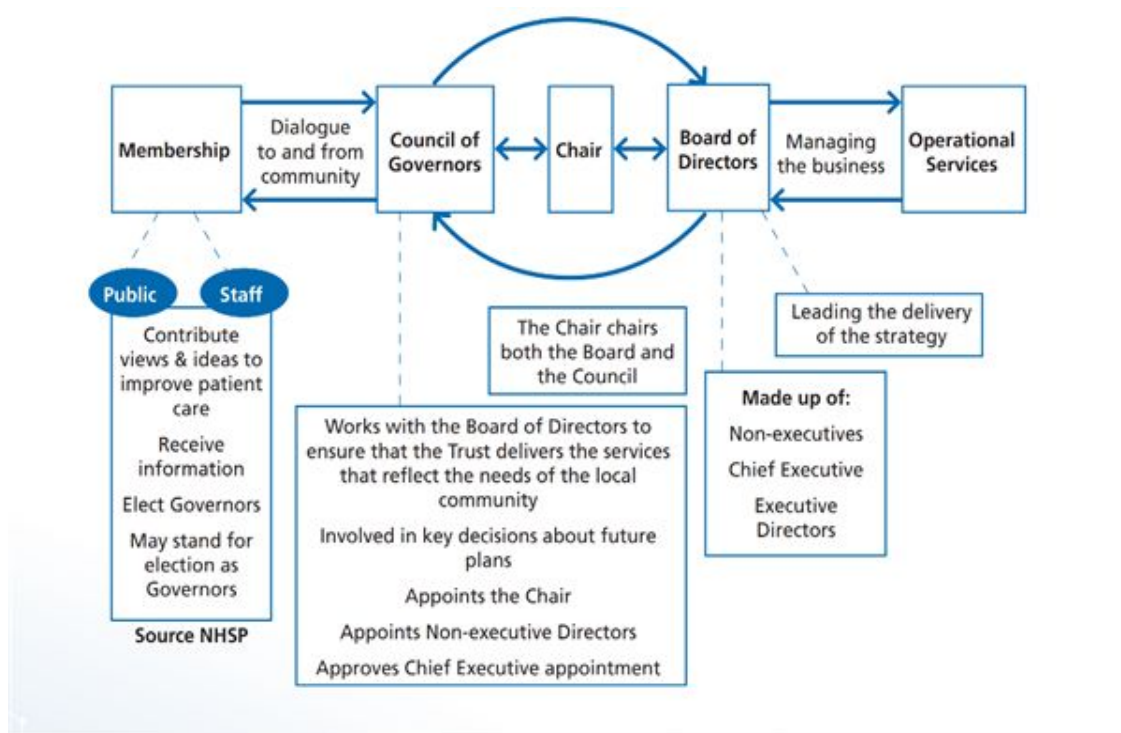 Membership
Dialogue
to and from
community
Council of
Governors
Chair
Board of
Directors
Managing
the business
Operational
Services
Public
Staff
Contribute
views & ideas to
improve patient
care
Receive
information
Elect Governors
May stand for
election as
Governors
Source NHSP
The Chair chairs
both the Board and
the Council
Works with the Board of Directors to
ensure that the Trust delivers the services
that reflect the needs of the local
community
Involved in key decisions about future
plans
Appoints the Chair
Appoints Non-executive Directors
Approves Chief Executive appointment
Leading the delivery
of the strategy
Made up of:
Non-executives
Chief Executive
Executive
Directors